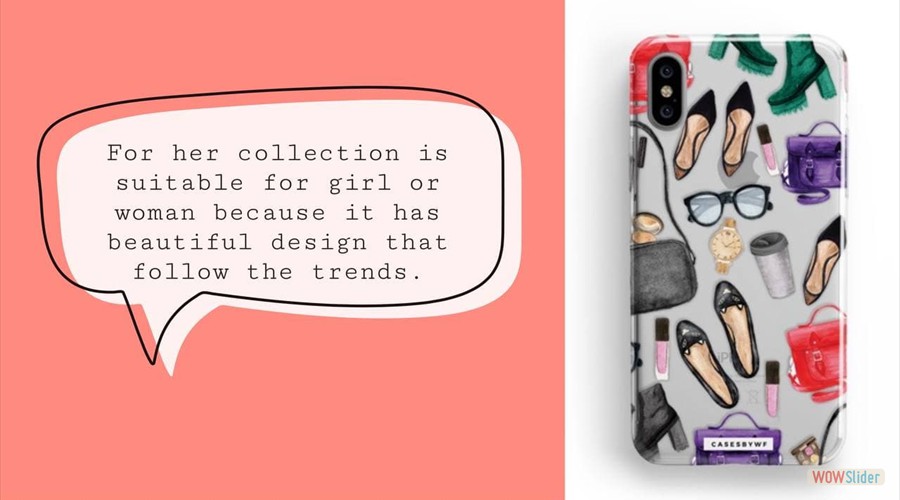 For her collection is
suitable for girl or
woman because it has
beautiful design that
follow the trends.
CASESBYWF
WOWSlider